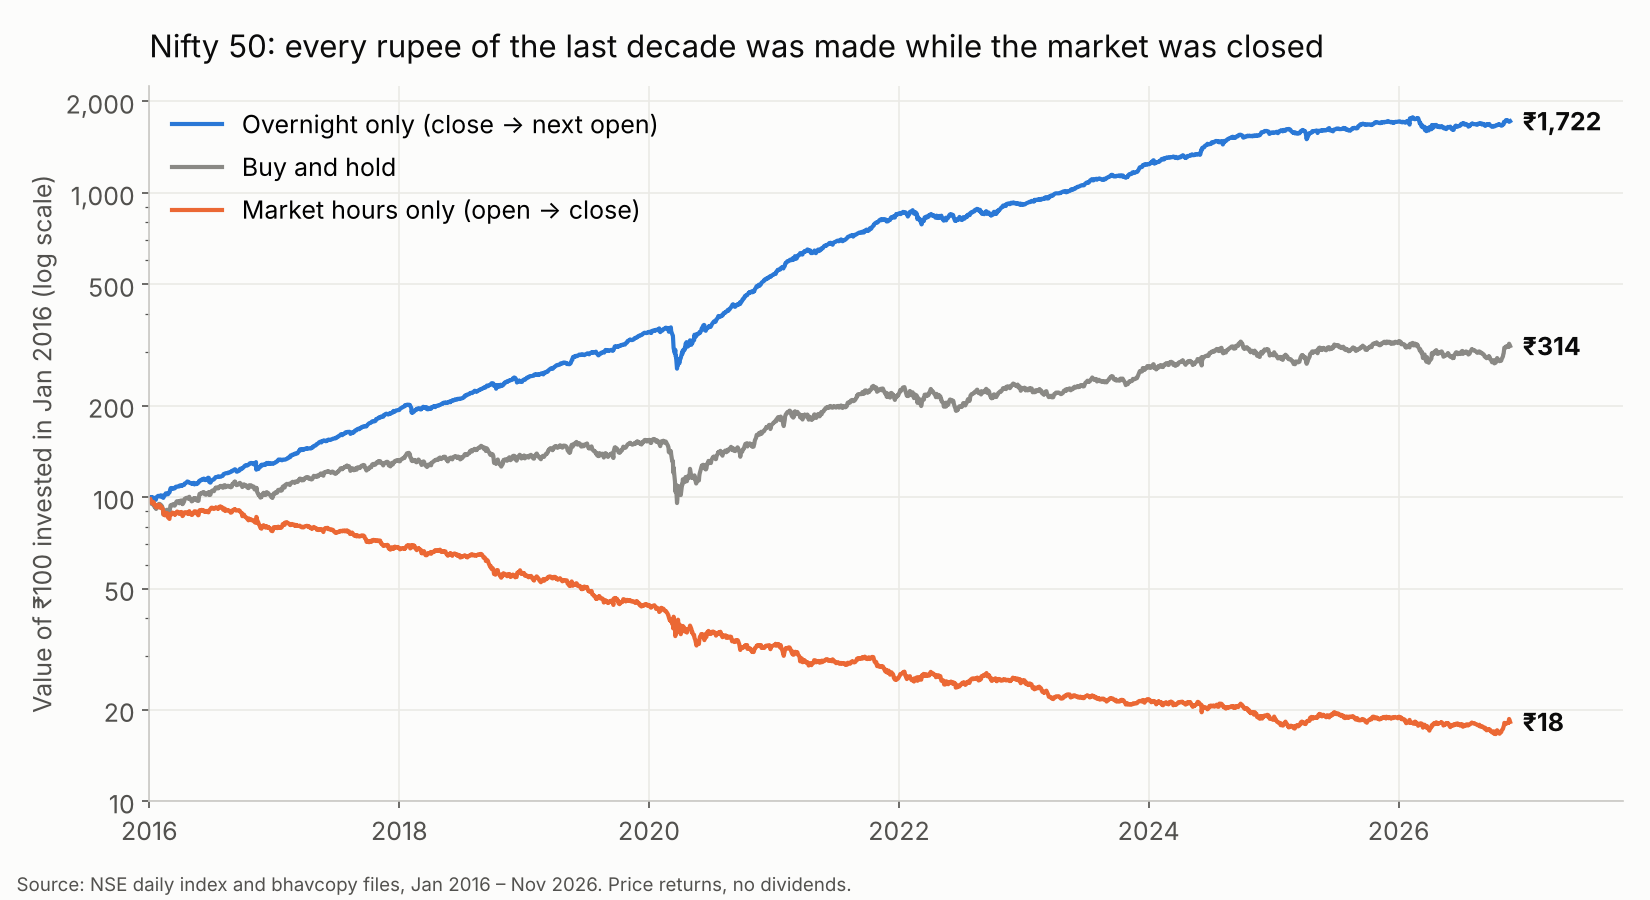 Nifty 50: every rupee of the last decade was made while the market was closed
Value of ₹100 invested in Jan 2016 (log scale)
2,000
1,000
500
200
100
50
20
10
Overnight only (close → next open)
Buy and hold
Market hours only (open → close)
₹1,722
₹314
₹18
2016
2018
2020
2022
2024
2026
Source: NSE daily index and bhavcopy files, Jan 2016 – Nov 2026. Price returns, no dividends.